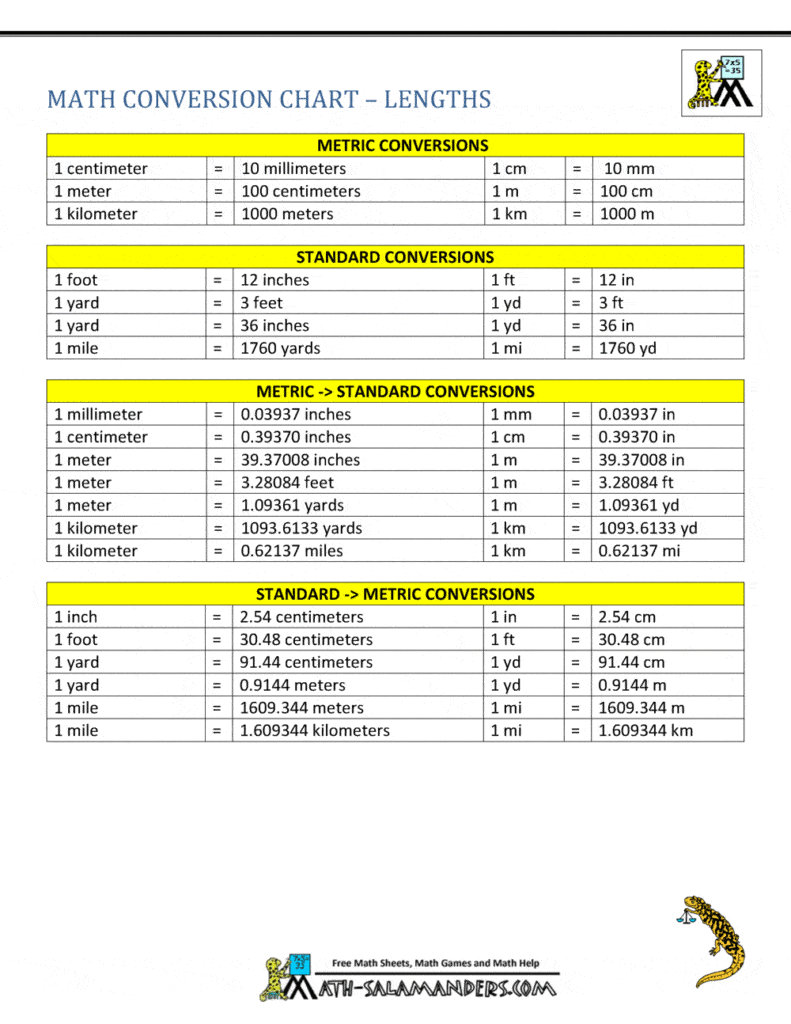 7x5
=35
MATH CONVERSION CHART – LENGTHS
METRIC CONVERSIONS
1 centimeter = 10 millimeters 1 cm = 10 mm
1 meter = 100 centimeters 1 m = 100 cm
1 kilometer = 1000 meters 1 km = 1000 m
STANDARD CONVERSIONS
1 foot = 12 inches 1 ft = 12 in
1 yard = 3 feet 1 yd = 3 ft
1 yard = 36 inches 1 yd = 36 in
1 mile = 1760 yards 1 mi = 1760 yd
METRIC -> STANDARD CONVERSIONS
1 millimeter = 0.03937 inches 1 mm = 0.03937 in
1 centimeter = 0.39370 inches 1 cm = 0.39370 in
1 meter = 39.37008 inches 1 m = 39.37008 in
1 meter = 3.28084 feet 1 m = 3.28084 ft
1 meter = 1.09361 yards 1 m = 1.09361 yd
1 kilometer = 1093.6133 yards 1 km = 1093.6133 yd
1 kilometer = 0.62137 miles 1 km = 0.62137 mi
STANDARD -> METRIC CONVERSIONS
1 inch = 2.54 centimeters 1 in = 2.54 cm
1 foot = 30.48 centimeters 1 ft = 30.48 cm
1 yard = 91.44 centimeters 1 yd = 91.44 cm
1 yard = 0.9144 meters 1 yd = 0.9144 m
1 mile = 1609.344 meters 1 mi = 1609.344 m
1 mile = 1.609344 kilometers 1 mi = 1.609344 km
Free Math Sheets, Math Games and Math Help
MATH-SALAMANDERS.COM